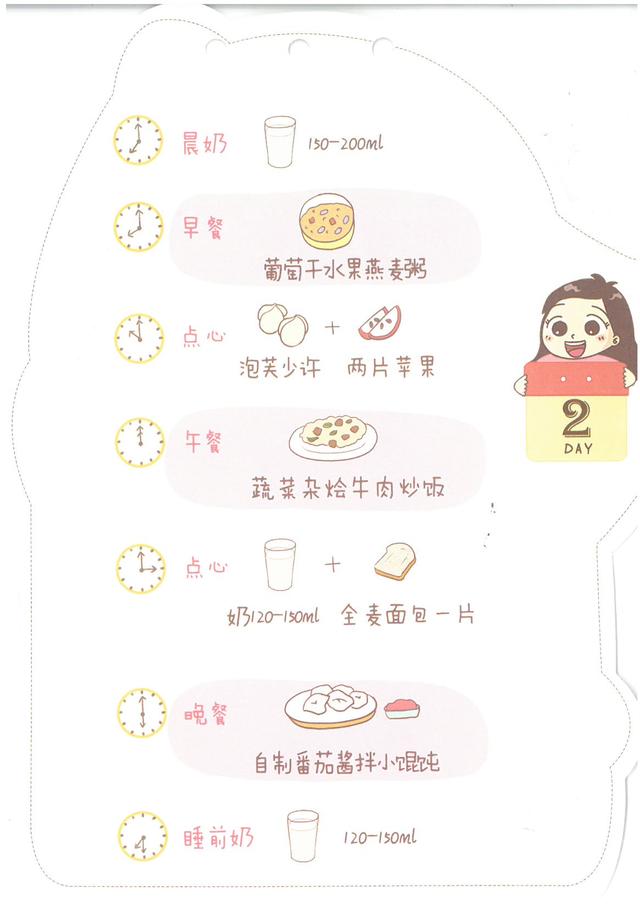 晨奶 150-200ml
早餐
葡萄干水果燕麦粥
点心 +
泡芙少许 两片苹果
2
DAY
午餐
蔬菜杂烩牛肉炒饭
点心 +
奶120-150ml 全麦面包一片
晚餐
自制番茄酱拌小馄饨
睡前奶 120-150ml